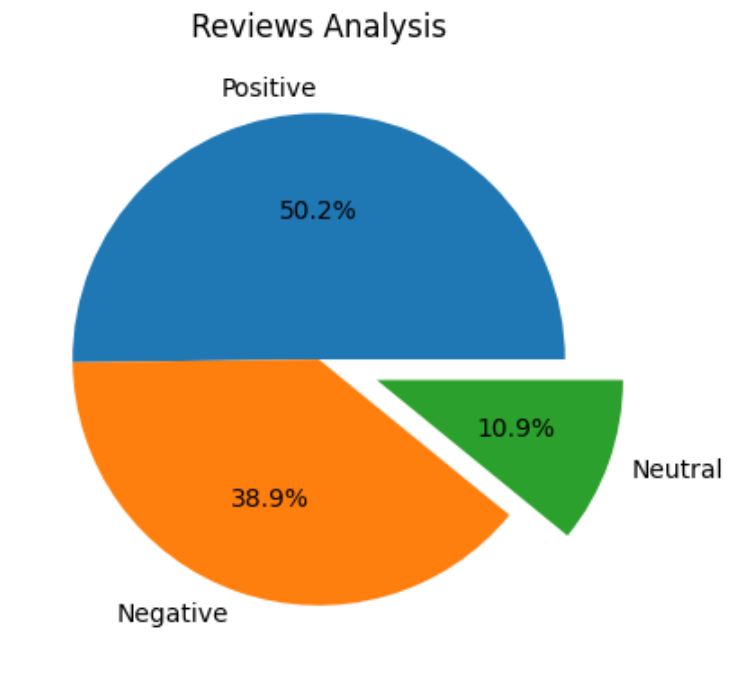 Reviews Analysis
Positive
50.2%
10.9%
Neutral
38.9%
Negative